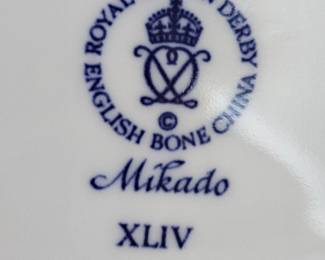 ROYAL DERBY
ENGLISH BONE CHINA
©
Mikado
XLIV